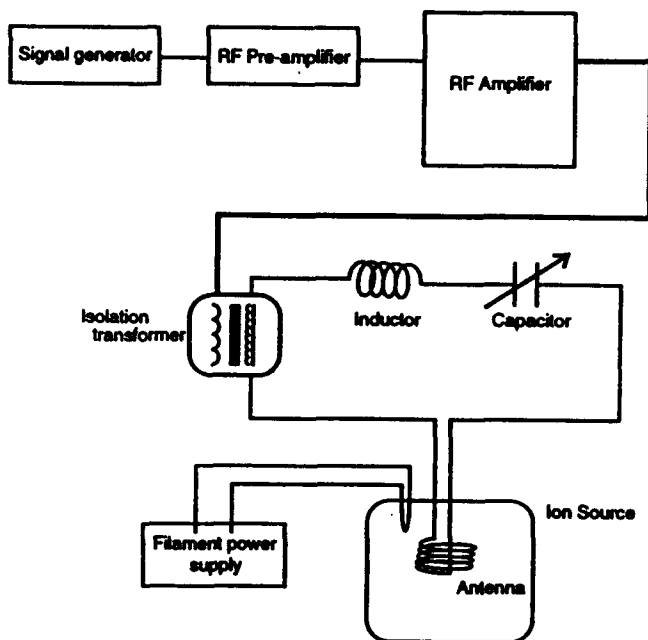 Signal generator
RF Pre-amplifier
RF Amplifier
Isolation
transformer
Inductor
Capacitor
Filament power
supply
Ion Source
Antenna